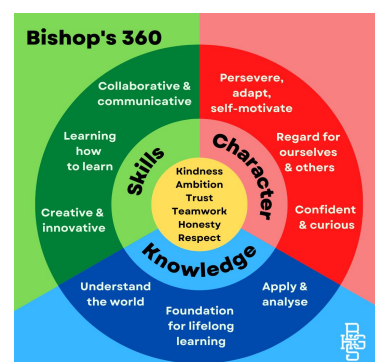 Bishop's 360
Collaborative &
communicative
Learning
how
to learn
Creative &
innovative
Skills
Persevere,
adapt,
self-motivate
Regard for
ourselves
& others
Confident
& curious
Character
Kindness
Ambition
Trust
Teamwork
Honesty
Respect
Knowledge
Understand
the world
Foundation
for lifelong
learning
Apply &
analyse